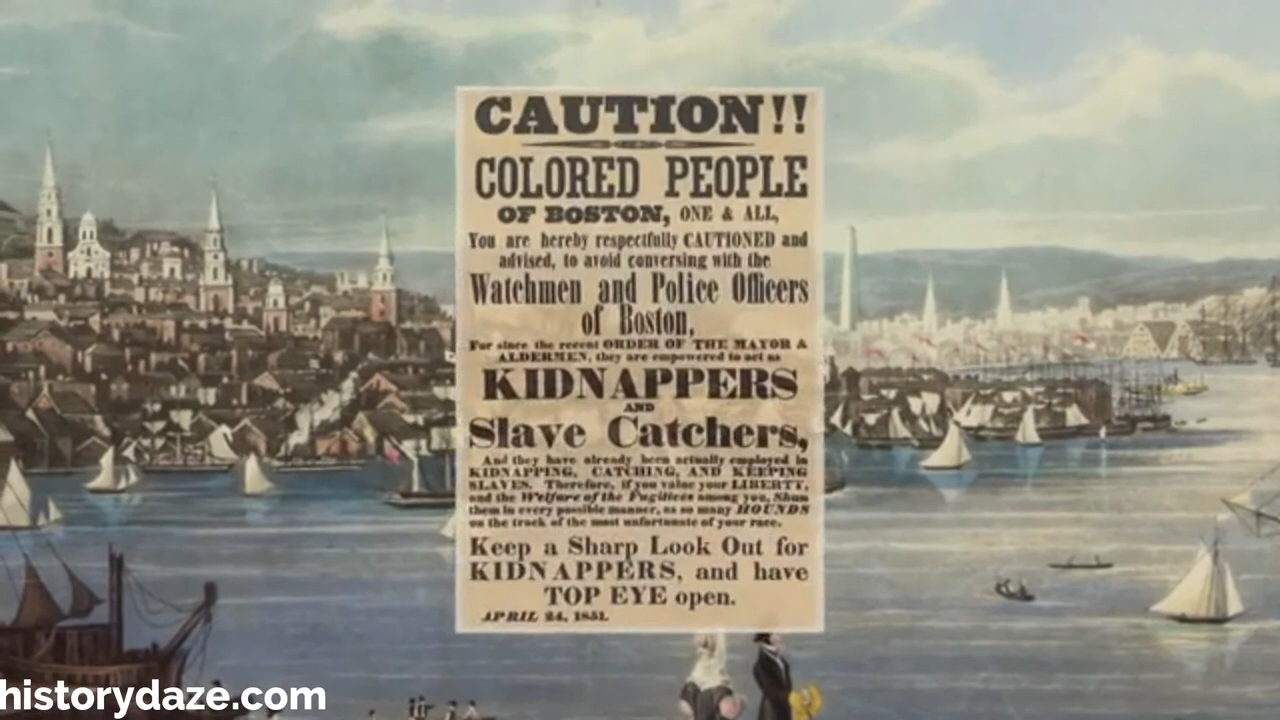 CAUTION!!
COLORED PEOPLE
OF BOSTON, ONE & ALL,
You are hereby respectfully CAUTIONED and
advised, to avoid conversing with the
Watchmen and Police Officers
of Boston,
For since the recent ORDER OF THE MAYOR &
ALDERMEN, they are empowered to act as
KIDNAPPERS
AND
Slave Catchers,
And they have already been actually employed in
KIDNAPPING, CATCHING, AND KEEPING
SLAVES. Therefore, if you value your LIBERTY,
and the Welfare of the Fugitives among you, Shun
them in every possible manner, as so many HOUNDS
on the track of the most unfortunate of your race.
Keep a Sharp Look Out for
KIDNAPPERS, and have
TOP EYE open.
APRIL 24, 1851.
historydaze.com